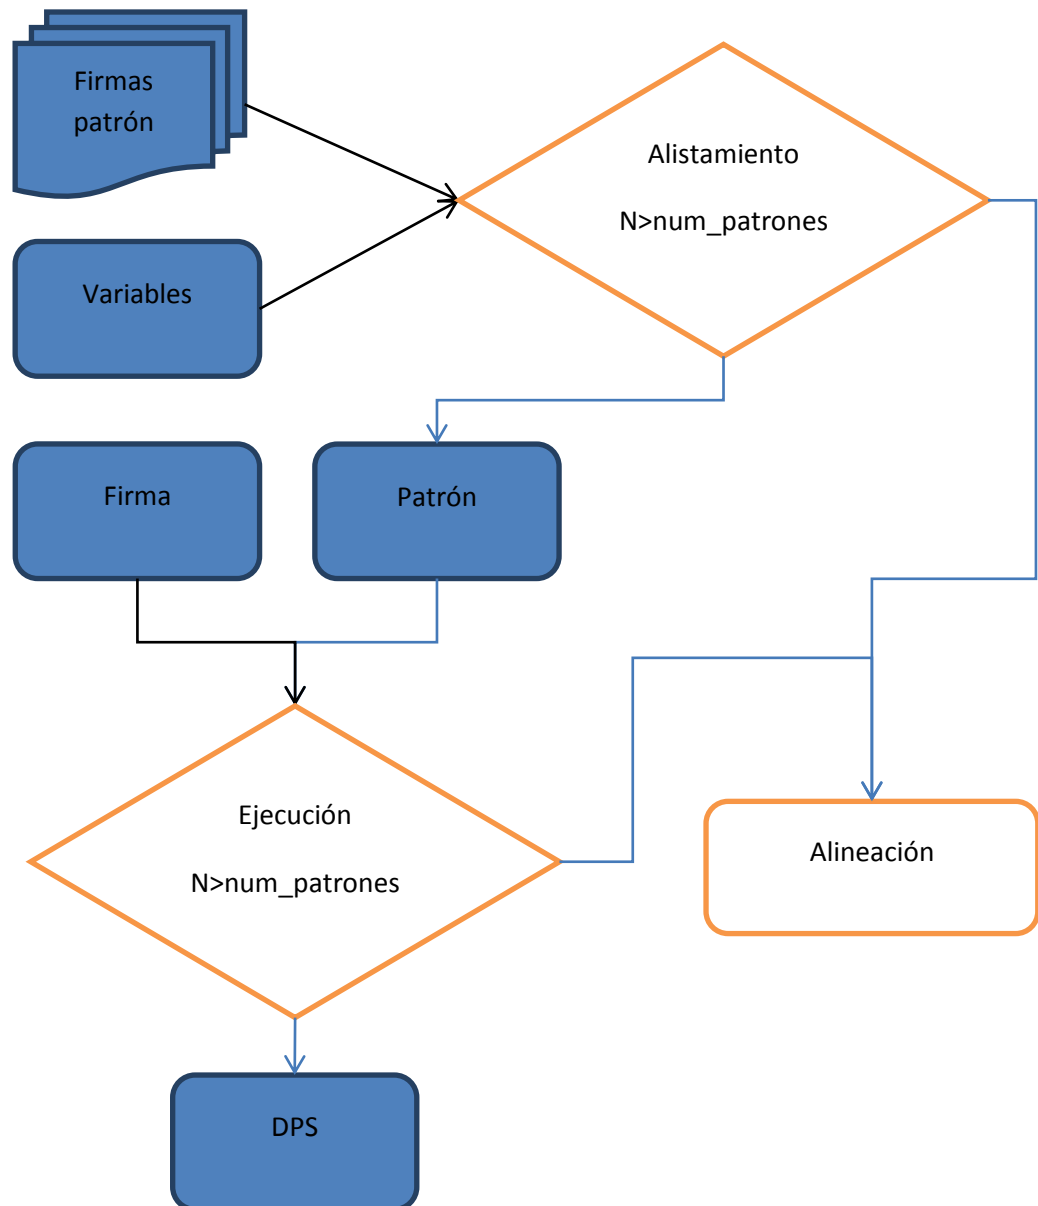 Firmas
patrón
Alistamiento
N>num_patrones
Variables
Firma
Patrón
Ejecución
N>num_patrones
Alineación
DPS